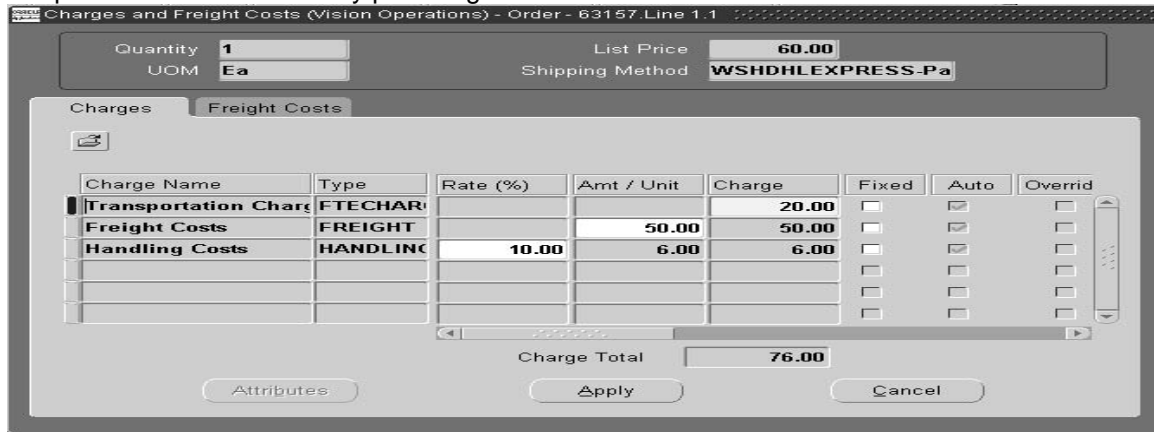 Charges and Freight Costs (Vision Operations) - Order - 63157.Line 1.1
Quantity 1 List Price 60.00
UOM Ea Shipping Method WSHDHLEXPRESS-Pa
Charges Freight Costs
Charge Name Type Rate (%) Amt / Unit Charge Fixed Auto Overrid
Transportation Charg FTECHAR 20.00
Freight Costs FREIGHT 50.00 50.00
Handling Costs HANDLING 10.00 6.00 6.00
Charge Total 76.00
Attributes Apply Cancel